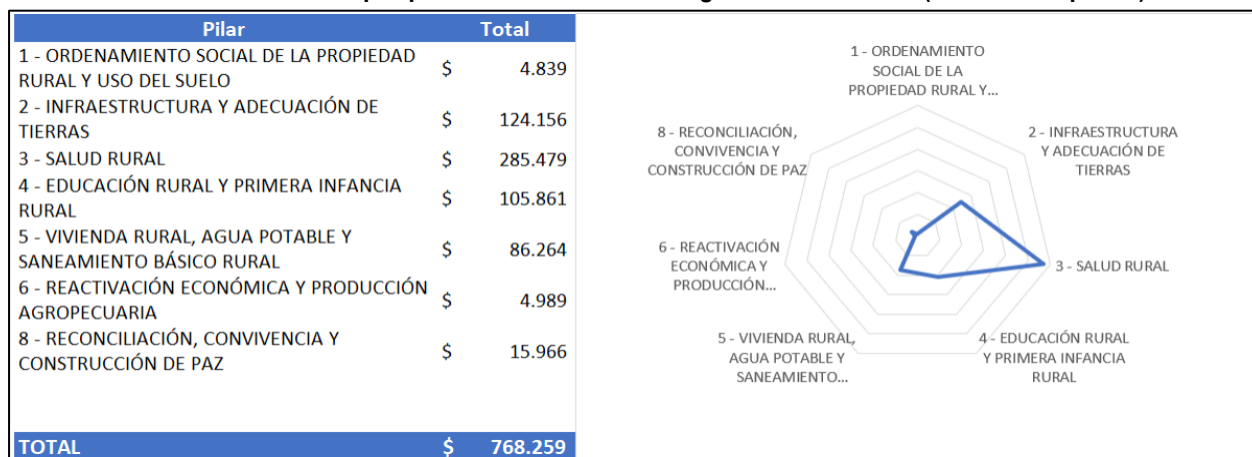 Pilar Total
1 - ORDENAMIENTO SOCIAL DE LA PROPIEDAD
RURAL Y USO DEL SUELO $ 4.839
2 - INFRAESTRUCTURA Y ADECUACIÓN DE
TIERRAS $ 124.156
3 - SALUD RURAL $ 285.479
4 - EDUCACIÓN RURAL Y PRIMERA INFANCIA
RURAL $ 105.861
5 - VIVIENDA RURAL, AGUA POTABLE Y
SANEAMIENTO BÁSICO RURAL $ 86.264
6 - REACTIVACIÓN ECONÓMICA Y PRODUCCIÓN
AGROPECUARIA $ 4.989
8 - RECONCILIACIÓN, CONVIVENCIA Y
CONSTRUCCIÓN DE PAZ $ 15.966
TOTAL $ 768.259
1 - ORDENAMIENTO
SOCIAL DE LA
PROPIEDAD RURAL Y...
2 - INFRAESTRUCTURA
Y ADECUACIÓN DE
TIERRAS
3 - SALUD RURAL
4 - EDUCACIÓN RURAL
Y PRIMERA INFANCIA
RURAL
5 - VIVIENDA RURAL,
AGUA POTABLE Y
SANEAMIENTO...
6 - REACTIVACIÓN
ECONÓMICA Y
PRODUCCIÓN...
8 - RECONCILIACIÓN,
CONVIVENCIA Y
CONSTRUCCIÓN DE PAZ